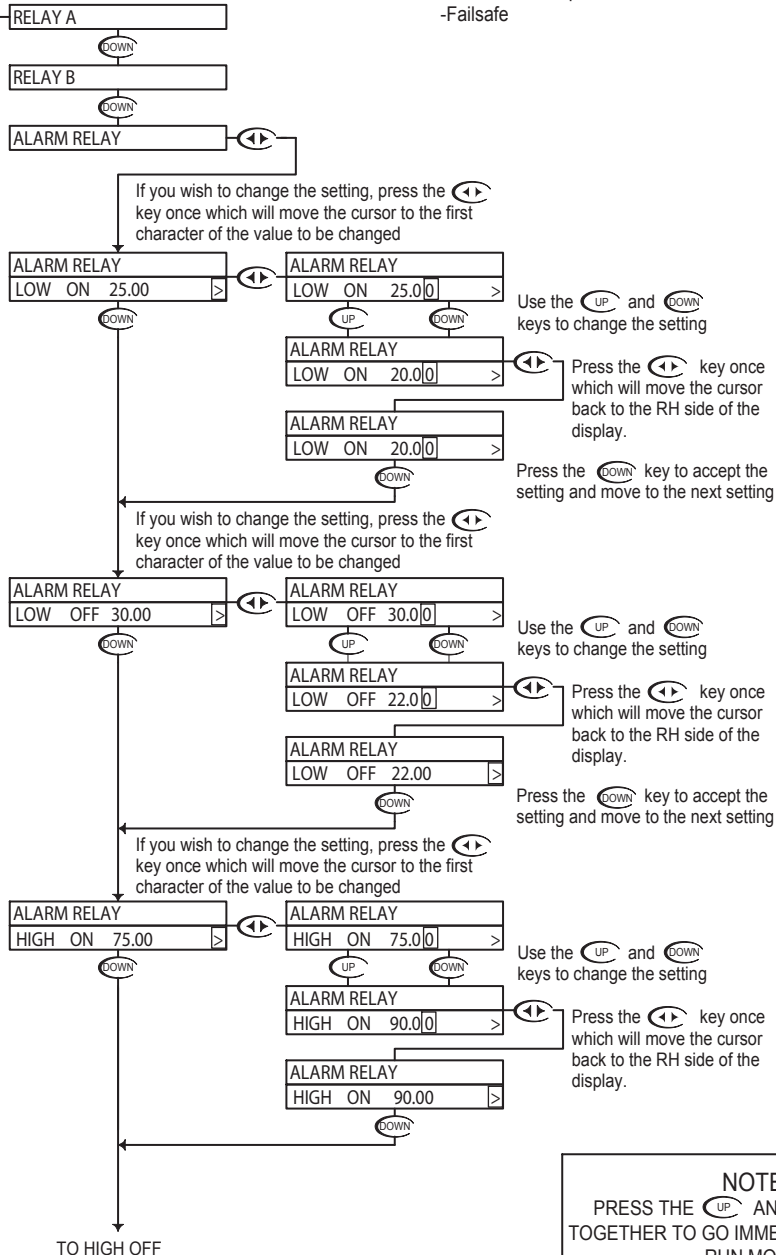 -Failsafe
RELAY A
DOWN
RELAY B
DOWN
ALARM RELAY
If you wish to change the setting, press the
key once which will move the cursor to the first
character of the value to be changed
ALARM RELAY
LOW ON 25.00 >
DOWN
ALARM RELAY
LOW ON 25.00 >
UP DOWN
Use the UP and DOWN
keys to change the setting
ALARM RELAY
LOW ON 20.00 >
Press the key once
which will move the cursor
back to the RH side of the
display.
ALARM RELAY
LOW ON 20.00 >
DOWN
Press the DOWN key to accept the
setting and move to the next setting
If you wish to change the setting, press the
key once which will move the cursor to the first
character of the value to be changed
ALARM RELAY
LOW OFF 30.00 >
DOWN
ALARM RELAY
LOW OFF 30.00 >
UP DOWN
Use the UP and DOWN
keys to change the setting
ALARM RELAY
LOW OFF 22.00 >
Press the key once
which will move the cursor
back to the RH side of the
display.
ALARM RELAY
LOW OFF 22.00 >
DOWN
Press the DOWN key to accept the
setting and move to the next setting
If you wish to change the setting, press the
key once which will move the cursor to the first
character of the value to be changed
ALARM RELAY
HIGH ON 75.00 >
DOWN
ALARM RELAY
HIGH ON 75.00 >
UP DOWN
Use the UP and DOWN
keys to change the setting
ALARM RELAY
HIGH ON 90.00 >
Press the key once
which will move the cursor
back to the RH side of the
display.
ALARM RELAY
HIGH ON 90.00 >
DOWN
TO HIGH OFF
NOTE
PRESS THE UP AN
TOGETHER TO GO IMME